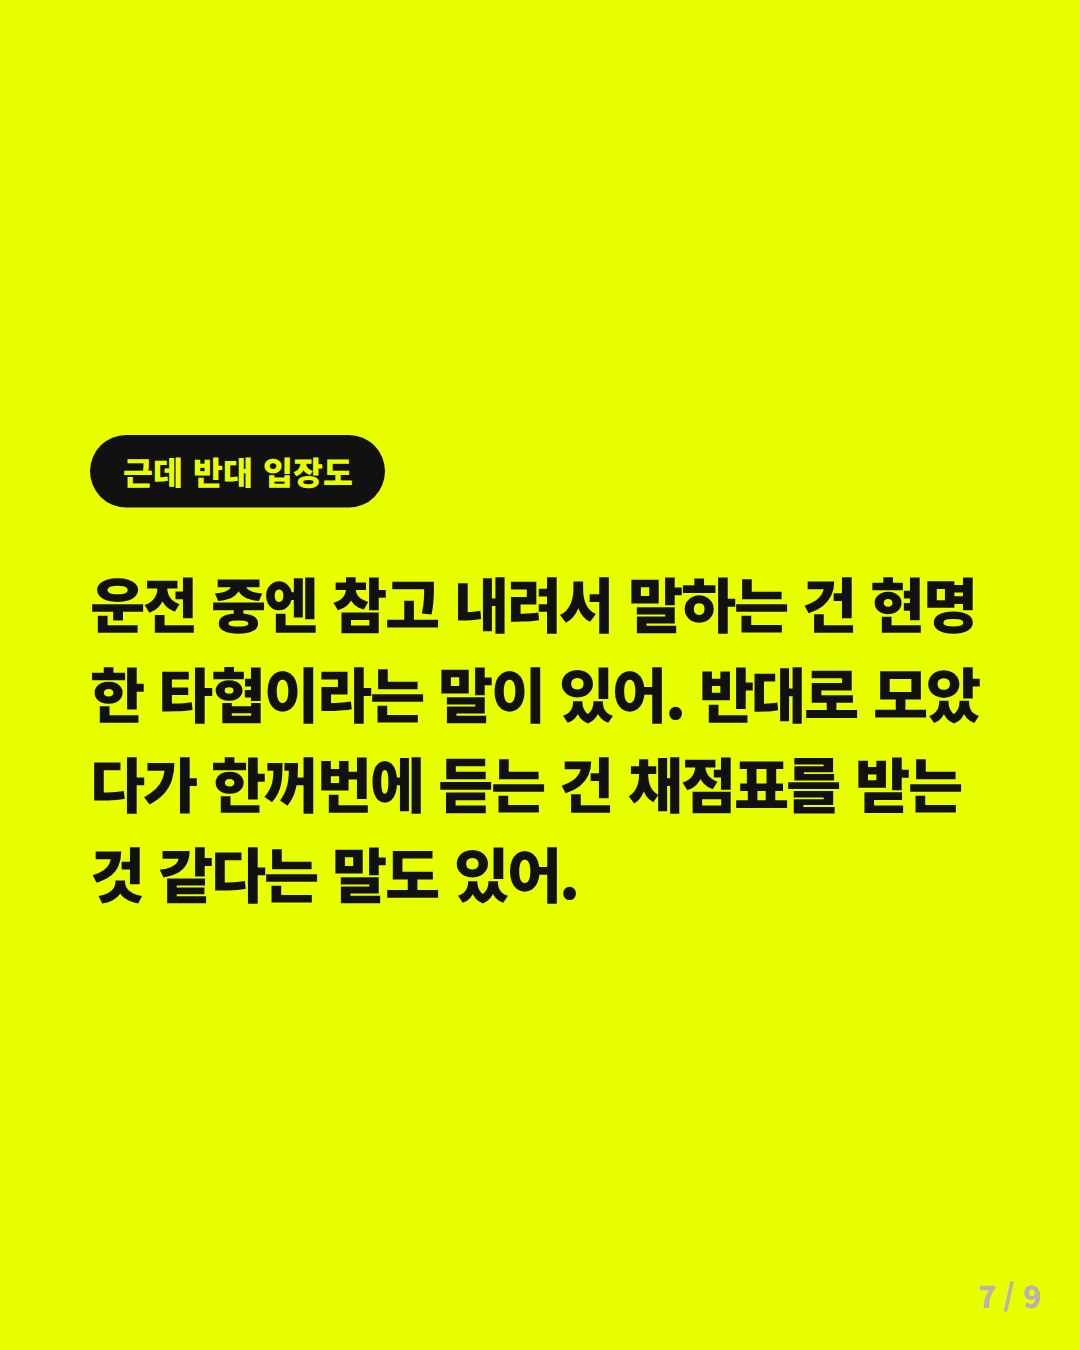 근데 반대 입장도
운전 중엔 참고 내려서 말하는 건 현명
한 타협이라는 말이 있어. 반대로 모았
다가 한꺼번에 듣는 건 채점표를 받는
것 같다는 말도 있어.
7 / 9